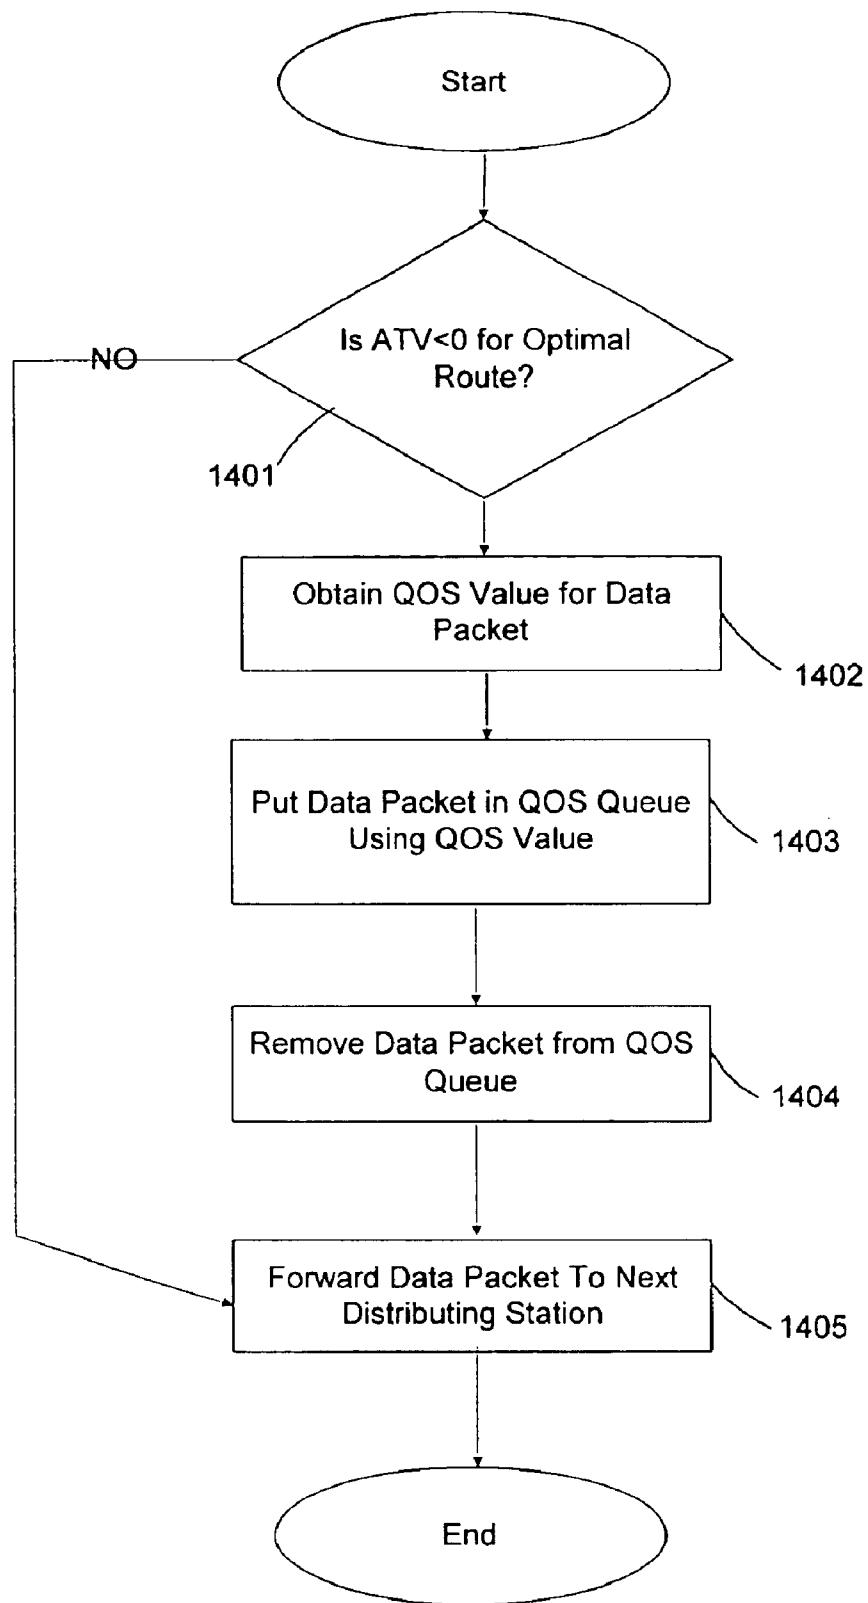 Start
Is ATV<0 for Optimal
Route?
NO
1401
Obtain QOS Value for Data
Packet
1402
Put Data Packet in QOS Queue
Using QOS Value
1403
Remove Data Packet from QOS
Queue
1404
Forward Data Packet To Next
Distributing Station
1405
End